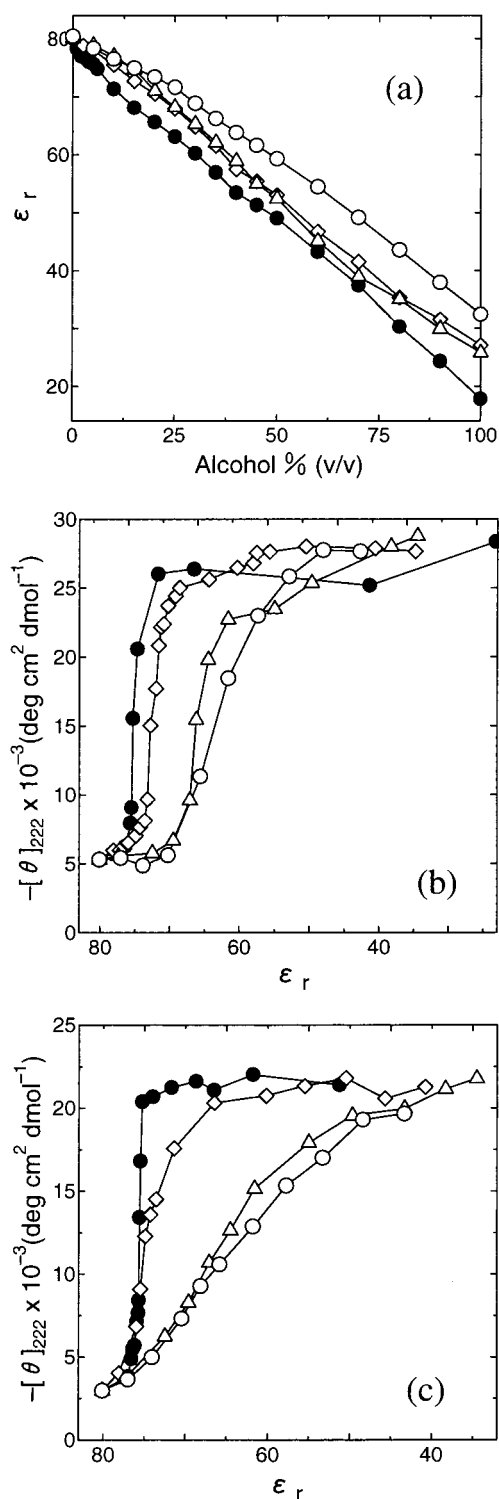 (a)
80
60
40
20
ε r
0 25 50 75 100
Alcohol % (v/v)
(b)
30
25
20
15
10
5
0
−[θ]222 x 10−3(deg cm2 dmol−1)
80 60 40
ε r
(c)
25
20
15
10
5
0
−[θ]222 x 10−3(deg cm2 dmol−1)
80 60 40
ε r